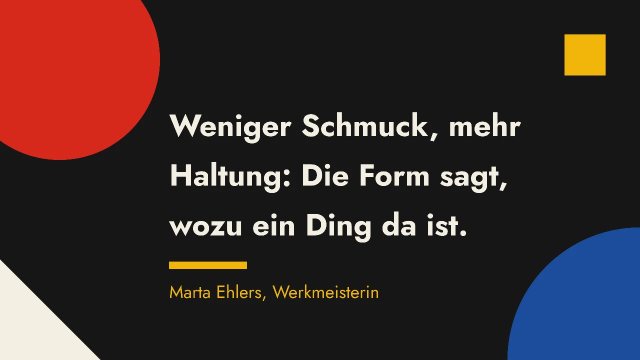 Weniger Schmuck, mehr
Haltung: Die Form sagt,
wozu ein Ding da ist.
Marta Ehlers, Werkmeisterin